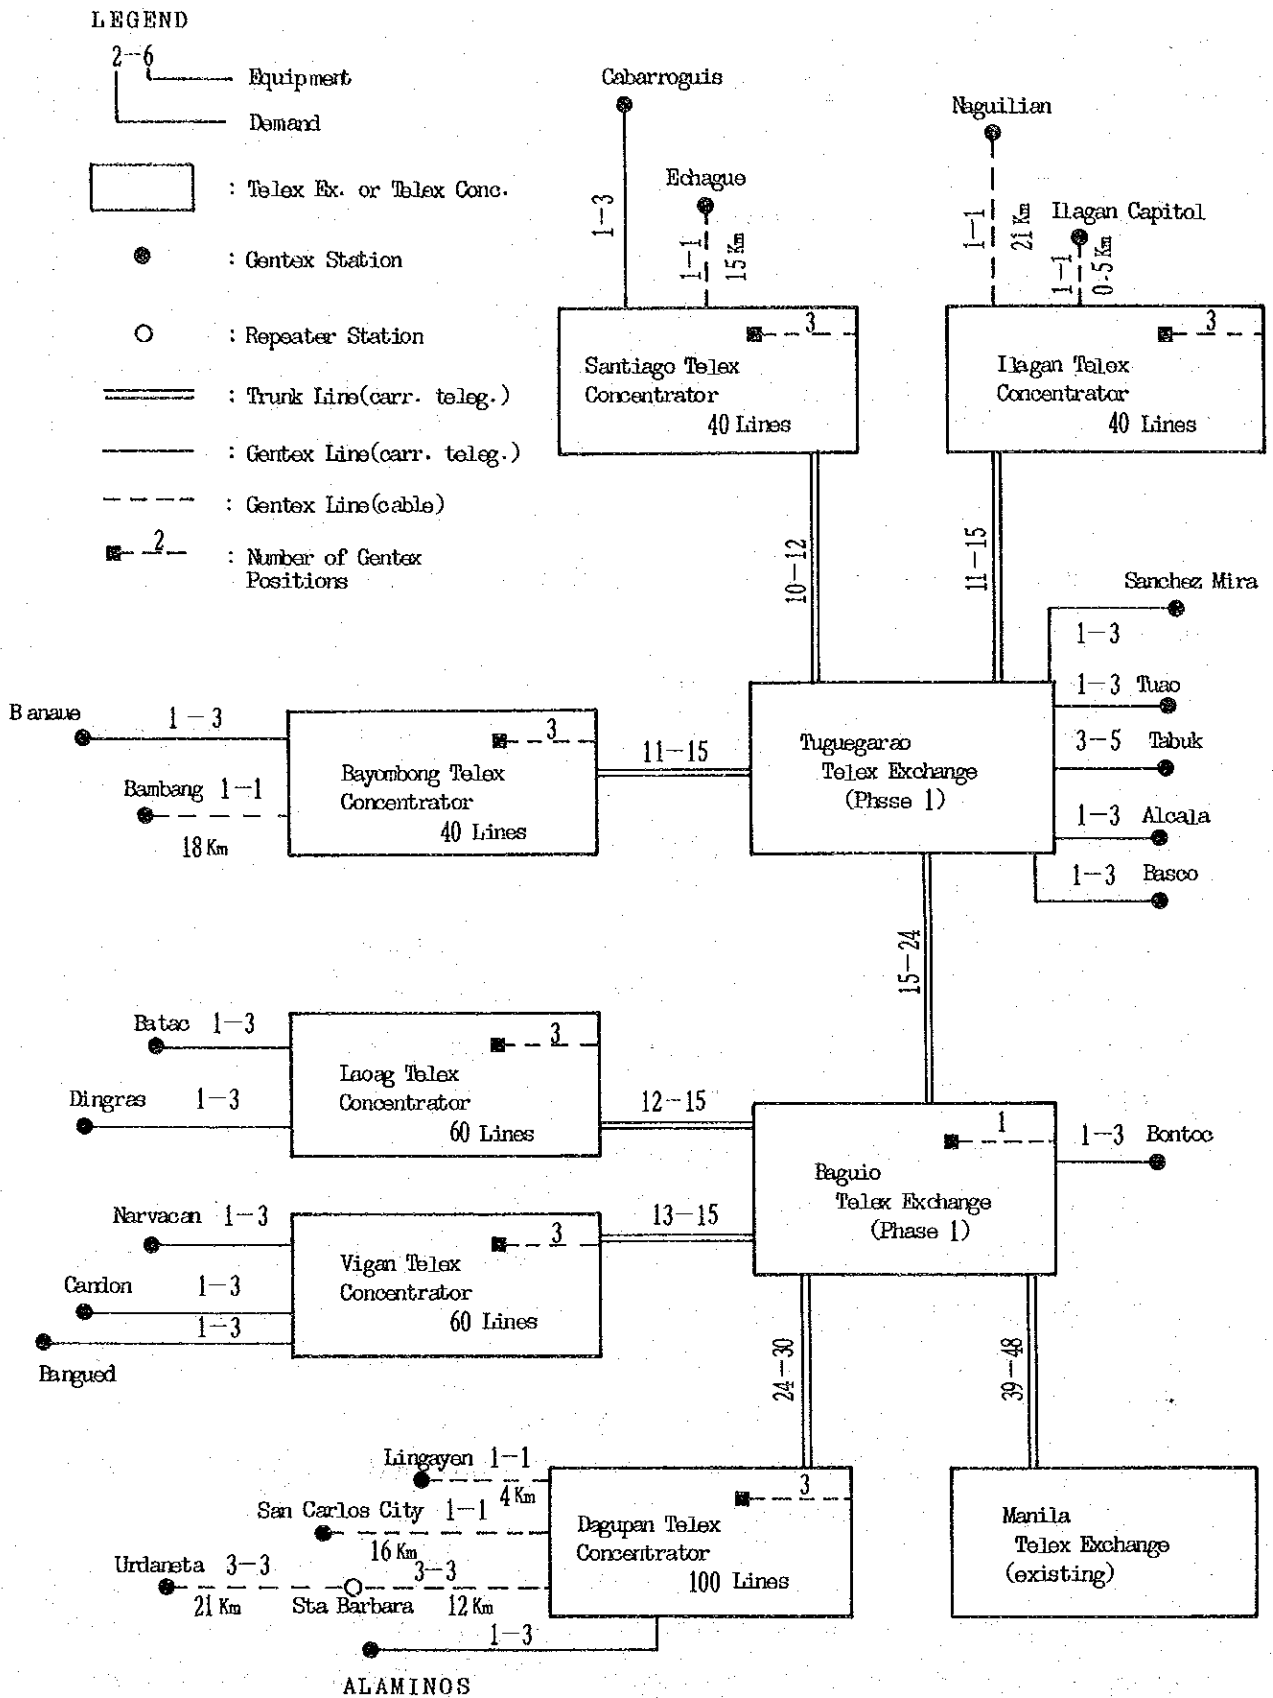 LEGEND
2--6
Equipment
Demand
: Telex Ex. or Telex Conc.
: Gentex Station
: Repeater Station
: Trunk Line(carr. teleg.)
: Gentex Line(carr. teleg.)
: Gentex Line(cable)
2
: Number of Gentex
Positions
Cabarroguis
1-3
Echague
1-1
15 Km
3
Santiago Telex
Concentrator
40 Lines
Naguilian
1-1
21 Km
Ilagan Capitol
1-1
0-5 Km
3
Ilagan Telex
Concentrator
40 Lines
10-12
11-15
Sanchez Mira
1-3
1-3 Tuao
3-5 Tabuk
1-3 Alcala
1-3 Basco
Banaue
1-3
Bambang 1-1
18 Km
3
Bayombong Telex
Concentrator
40 Lines
11-15
Tuguegarao
Telex Exchange
(Phsse 1)
15-24
Batac 1-3
Dingras 1-3
3
Laoag Telex
Concentrator
60 Lines
12-15
1
Baguio
Telex Exchange
(Phase 1)
1-3 Bontoc
Narvacan 1-3
Candon 1-3
1-3
Bangued
3
Vigan Telex
Concentrator
60 Lines
13-15
24-30
39-48
Lingayen 1-1
4 Km
San Carlos City 1-1
16 Km
Urdaneta 3-3
3-3
21 Km
Sta Barbara
12 Km
3
Dagupan Telex
Concentrator
100 Lines
1-3
ALAMINOS
Manila
Telex Exchange
(existing)